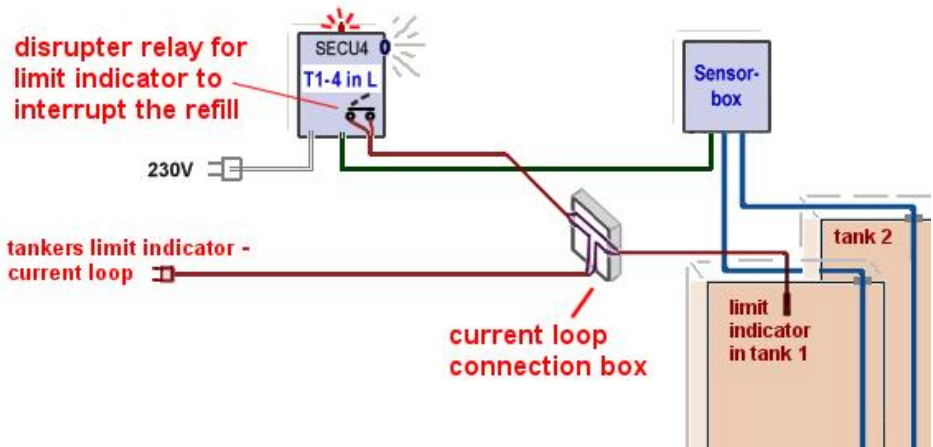 disrupter relay for
limit indicator to
interrupt the refill
SECU4
T1-4 in L
Sensor-
box
230V
tankers limit indicator -
current loop
current loop
connection box
tank 2
limit
indicator
in tank 1